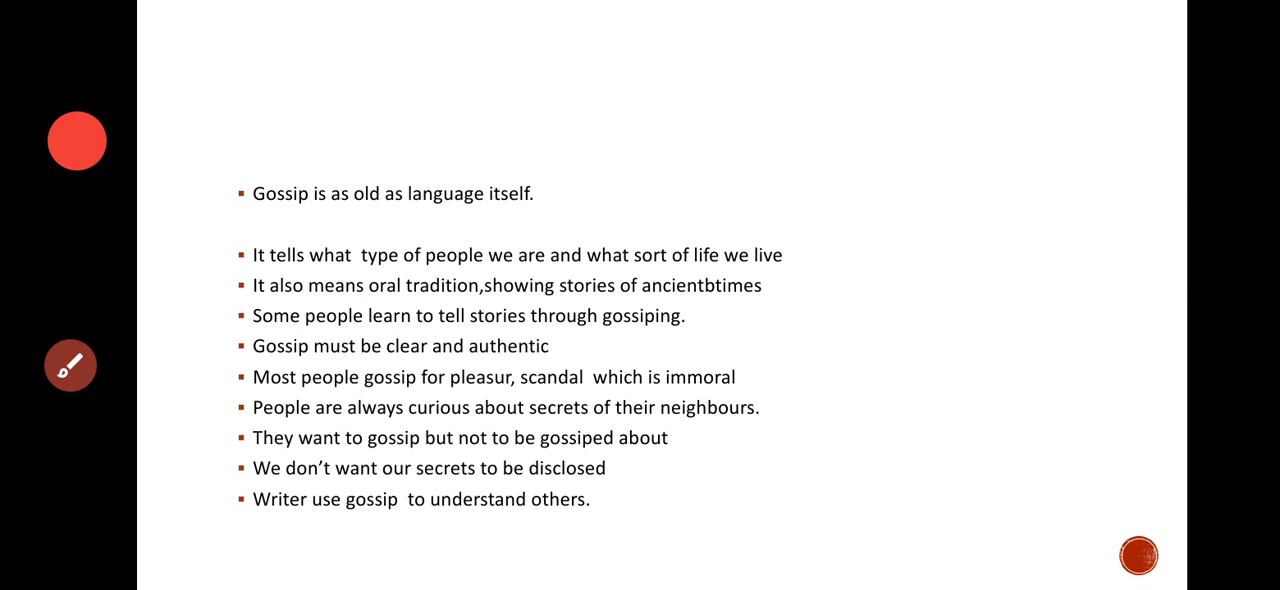 Gossip is as old as language itself.
It tells what  type of people we are and what sort of life we live
It also means oral tradition,showing stories of ancientbtimes
Some people learn to tell stories through gossiping.
Gossip must be clear and authentic
Most people gossip for pleasur, scandal  which is immoral
People are always curious about secrets of their neighbours.
They want to gossip but not to be gossiped about
We don’t want our secrets to be disclosed
Writer use gossip  to understand others.